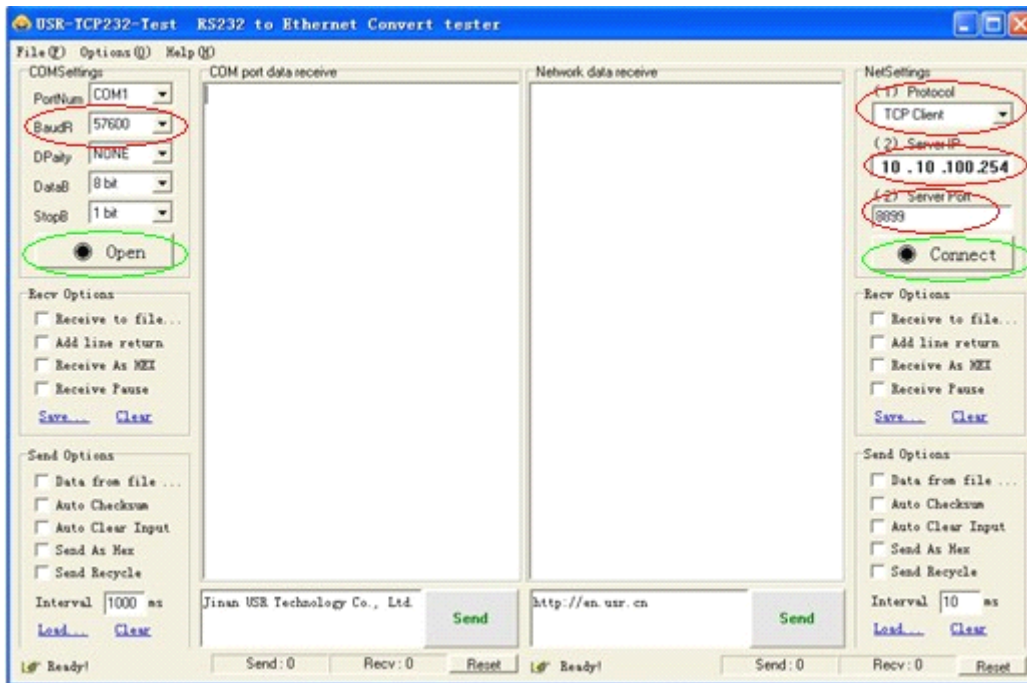 USR-TCP232-Test RS232 to Ethernet Convert tester
File(F) Options(O) Help(H)
COMSettings
PortNum COM1
BaudR 57600
DPaity NONE
DataB 8 bit
StopB 1 bit
Open
Recv Options
Receive to file...
Add line return
Receive As HEX
Receive Pause
Save... Clear
Send Options
Data from file ...
Auto Checksum
Auto Clear Input
Send As Hex
Send Recycle
Interval 1000 ms
Load... Clear
COM port data receive
Jinan USR Technology Co., Ltd.
Send
Ready!
Send : 0
Recv : 0
Reset
Network data receive
http://en.usr.cn
Send
Ready!
Send : 0
Recv : 0
Reset
NetSettings
(1) Protocol
TCP Client
(2) Server IP
10 . 10 .100.254
(2) Server Port
8899
Connect
Recv Options
Receive to file...
Add line return
Receive As HEX
Receive Pause
Save... Clear
Send Options
Data from file ...
Auto Checksum
Auto Clear Input
Send As Hex
Send Recycle
Interval 10 ms
Load... Clear